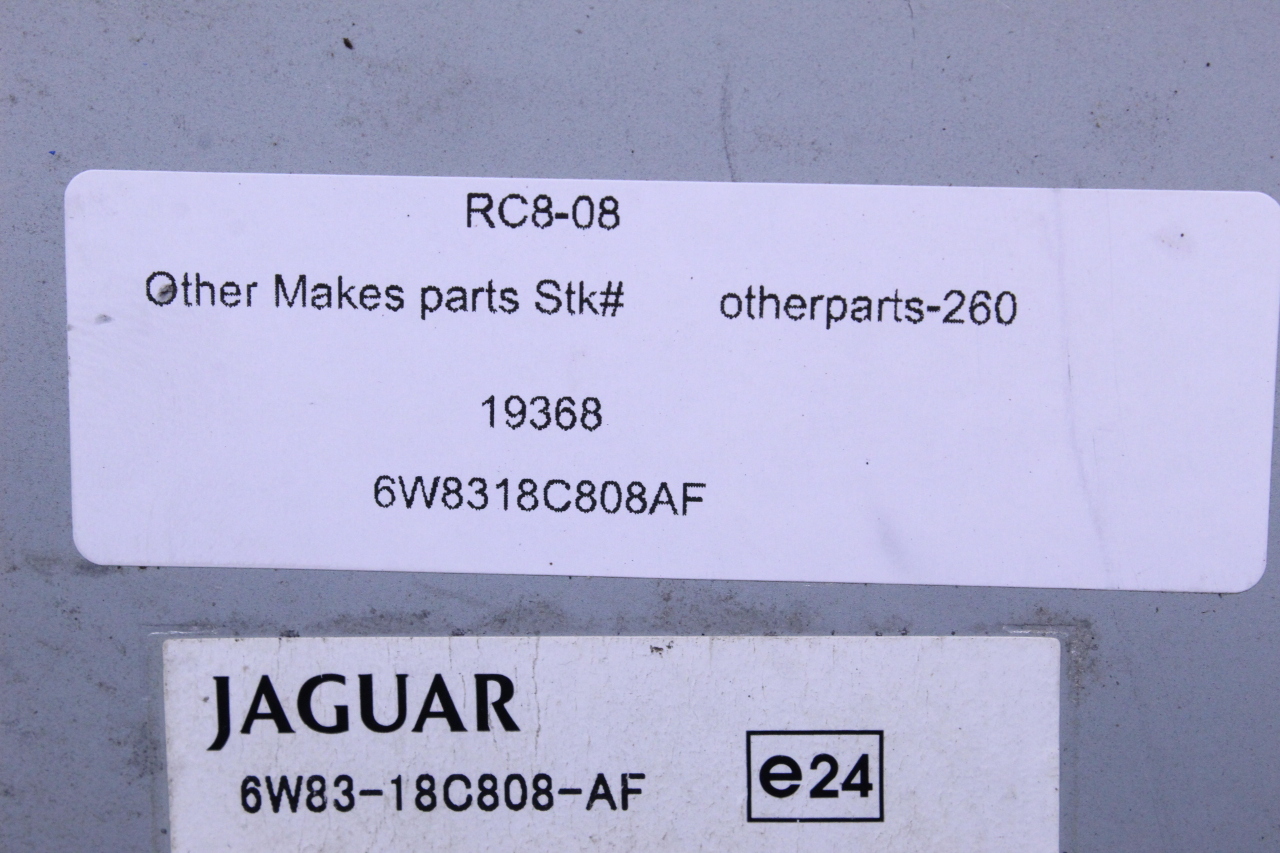 RC8-08
Other Makes parts Stk# otherparts-260
19368
6W8318C808AF
JAGUAR
6W83-18C808-AF
e24